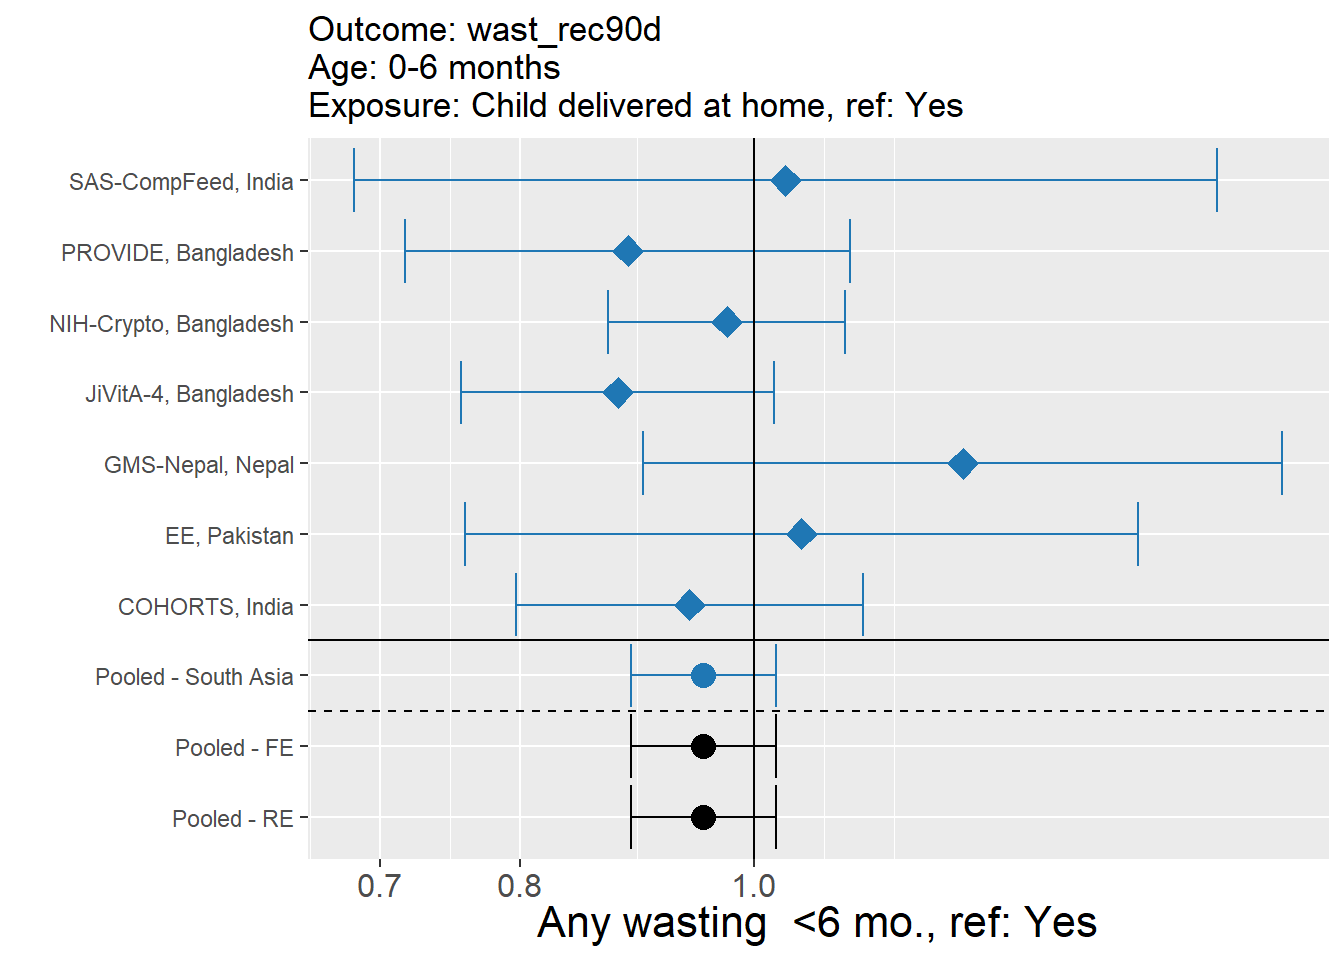 Outcome: wast_rec90d
Age: 0-6 months
Exposure: Child delivered at home, ref: Yes
SAS-CompFeed, India
PROVIDE, Bangladesh
NIH-Crypto, Bangladesh
JiVitA-4, Bangladesh
GMS-Nepal, Nepal
EE, Pakistan
COHORTS, India
Pooled - South Asia
Pooled - FE
Pooled - RE
0.7 0.8 1.0
Any wasting  <6 mo., ref: Yes